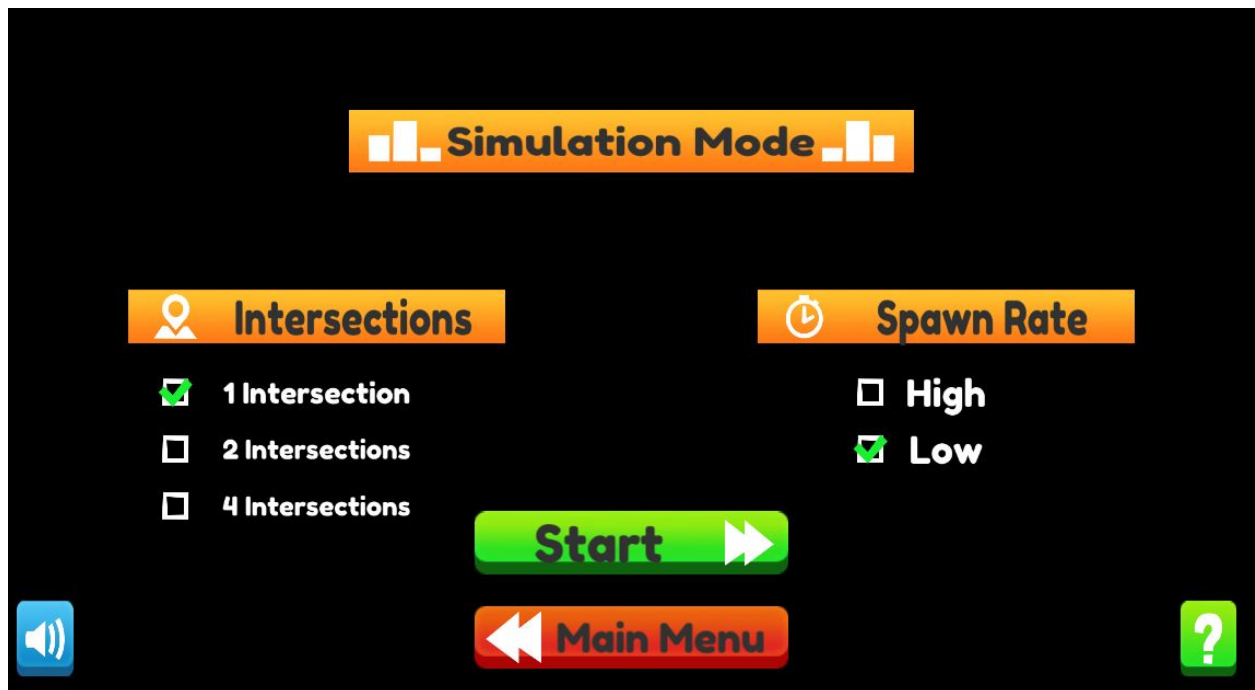 Simulation Mode
Intersections
1 Intersection
2 Intersections
4 Intersections
Spawn Rate
High
Low
Start
Main Menu
?